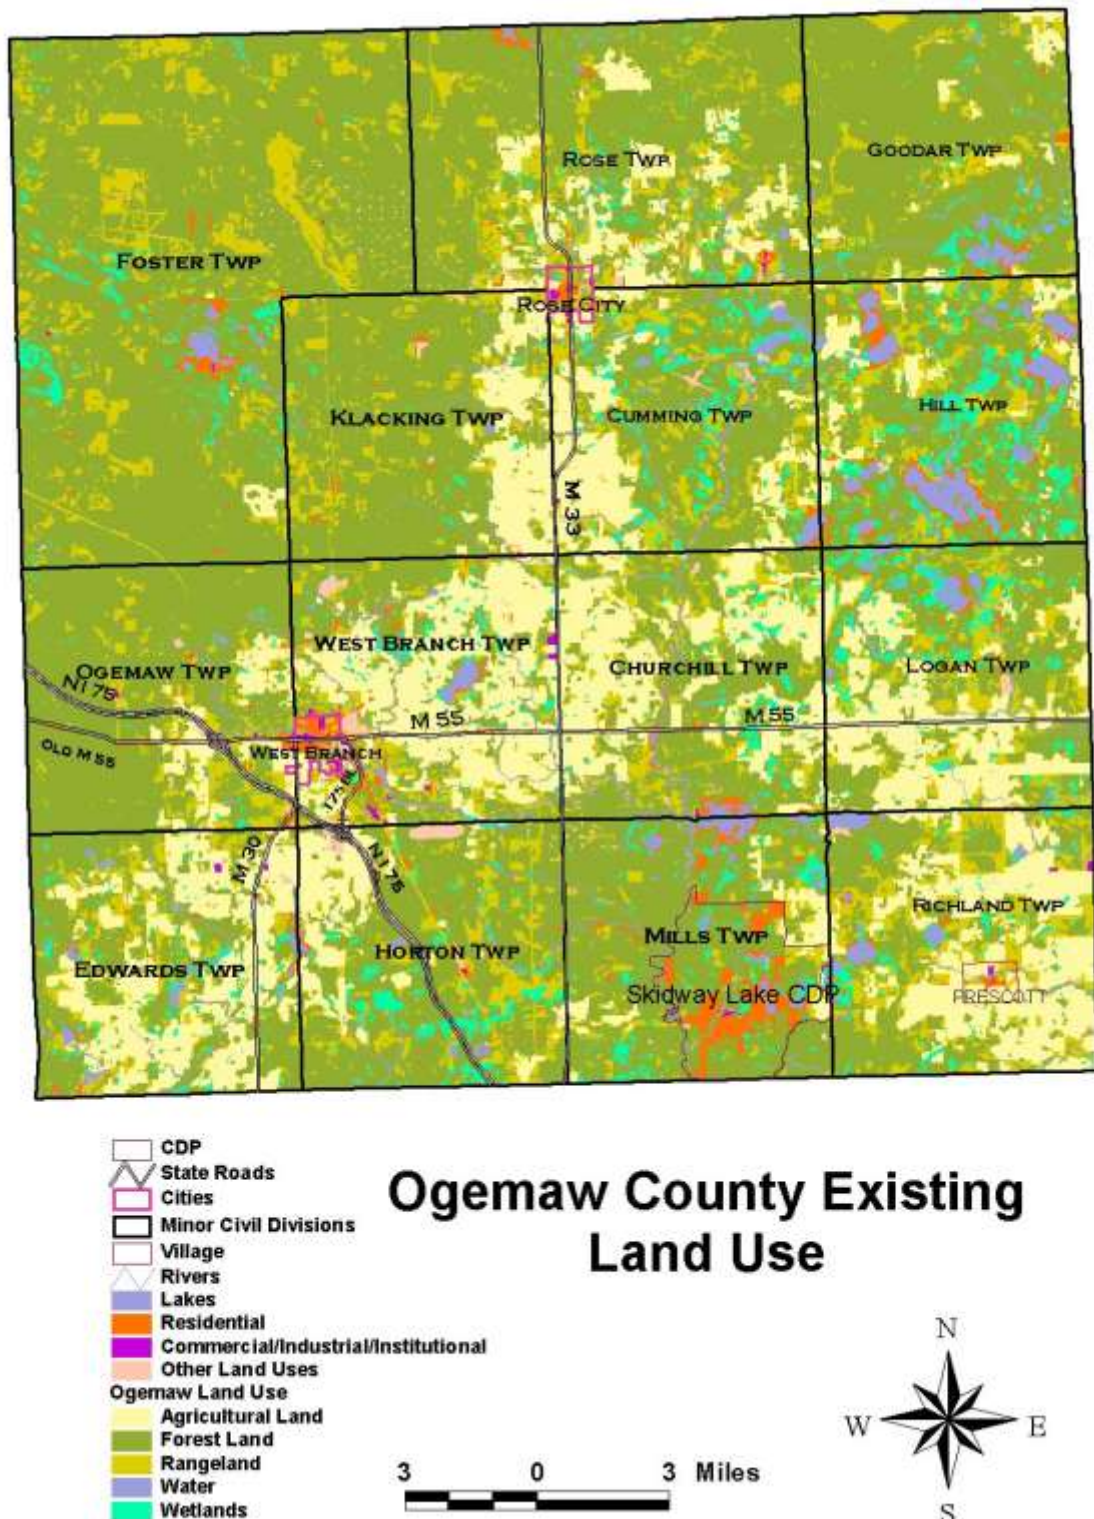 ROSE TWP
GOODAR TWP
FOSTER TWP
ROSE CITY
KLACKING TWP
CUMMING TWP
HILL TWP
M 33
WEST BRANCH TWP
OGEMAW TWP
CHURCHILL TWP
LOGAN TWP
N I 75
M 55
M 55
OLD M 55
WEST BRANCH
I 75 BL
M 30
N I 75
RICHLAND TWP
MILLS TWP
HORTON TWP
EDWARDS TWP
Skidway Lake CDP
PRESCOTT
CDP
State Roads
Cities
Minor Civil Divisions
Village
Rivers
Lakes
Residential
Commercial/Industrial/Institutional
Other Land Uses
Ogemaw Land Use
Agricultural Land
Forest Land
Rangeland
Water
Wetlands
Ogemaw County Existing
Land Use
3 0 3 Miles
N
W E
S